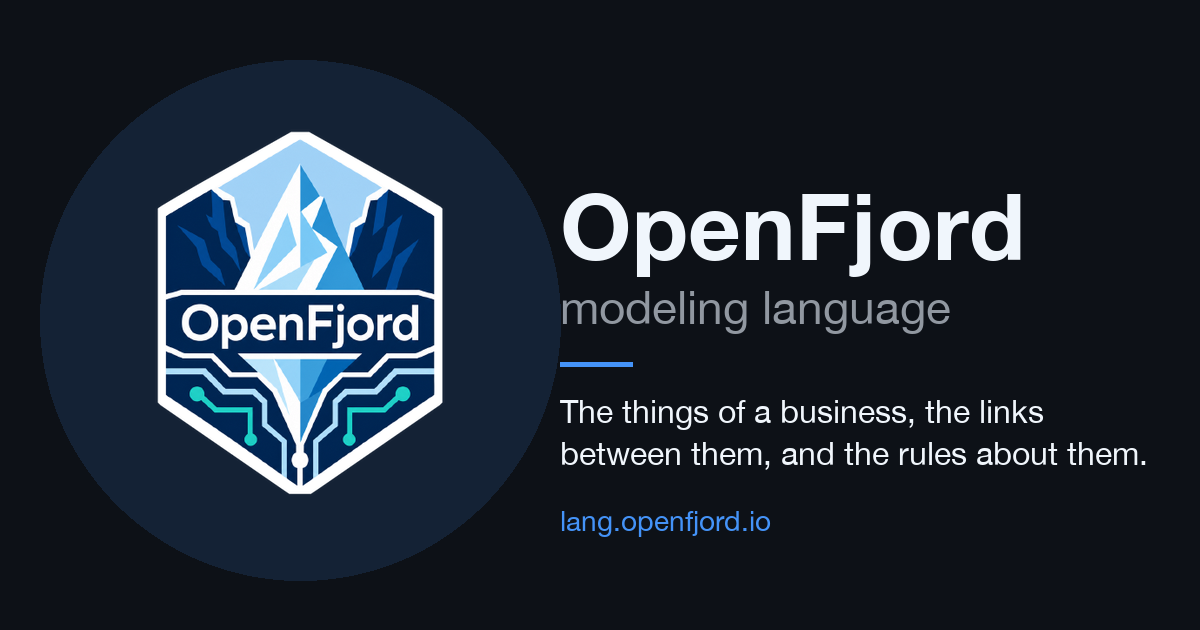 OpenFjord
OpenFjord
modeling language
The things of a business, the links
between them, and the rules about them.
lang.openfjord.io